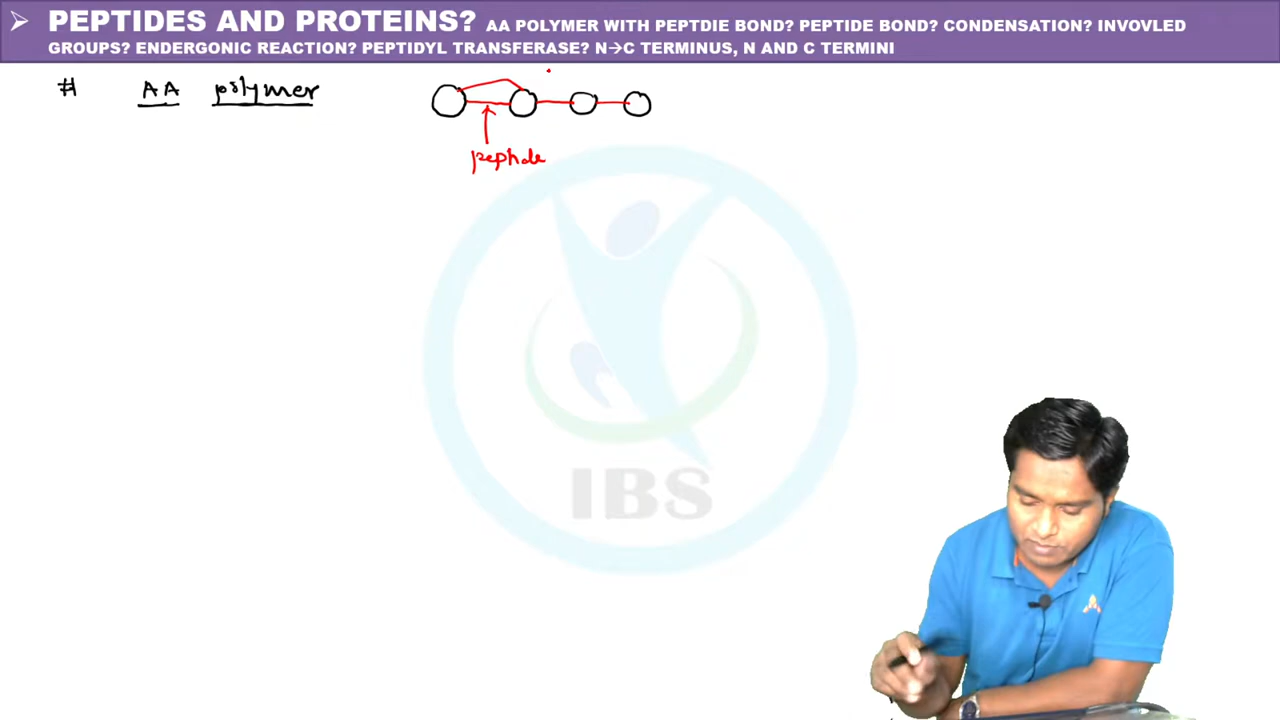 PEPTIDES AND PROTEINS? AA POLYMER WITH PEPTDIE BOND? PEPTIDE BOND? CONDENSATION? INVOVLED
GROUPS? ENDERGONIC REACTION? PEPTIDYL TRANSFERASE? N→C TERMINUS, N AND C TERMINI
# AA polymer
peptide
IBS